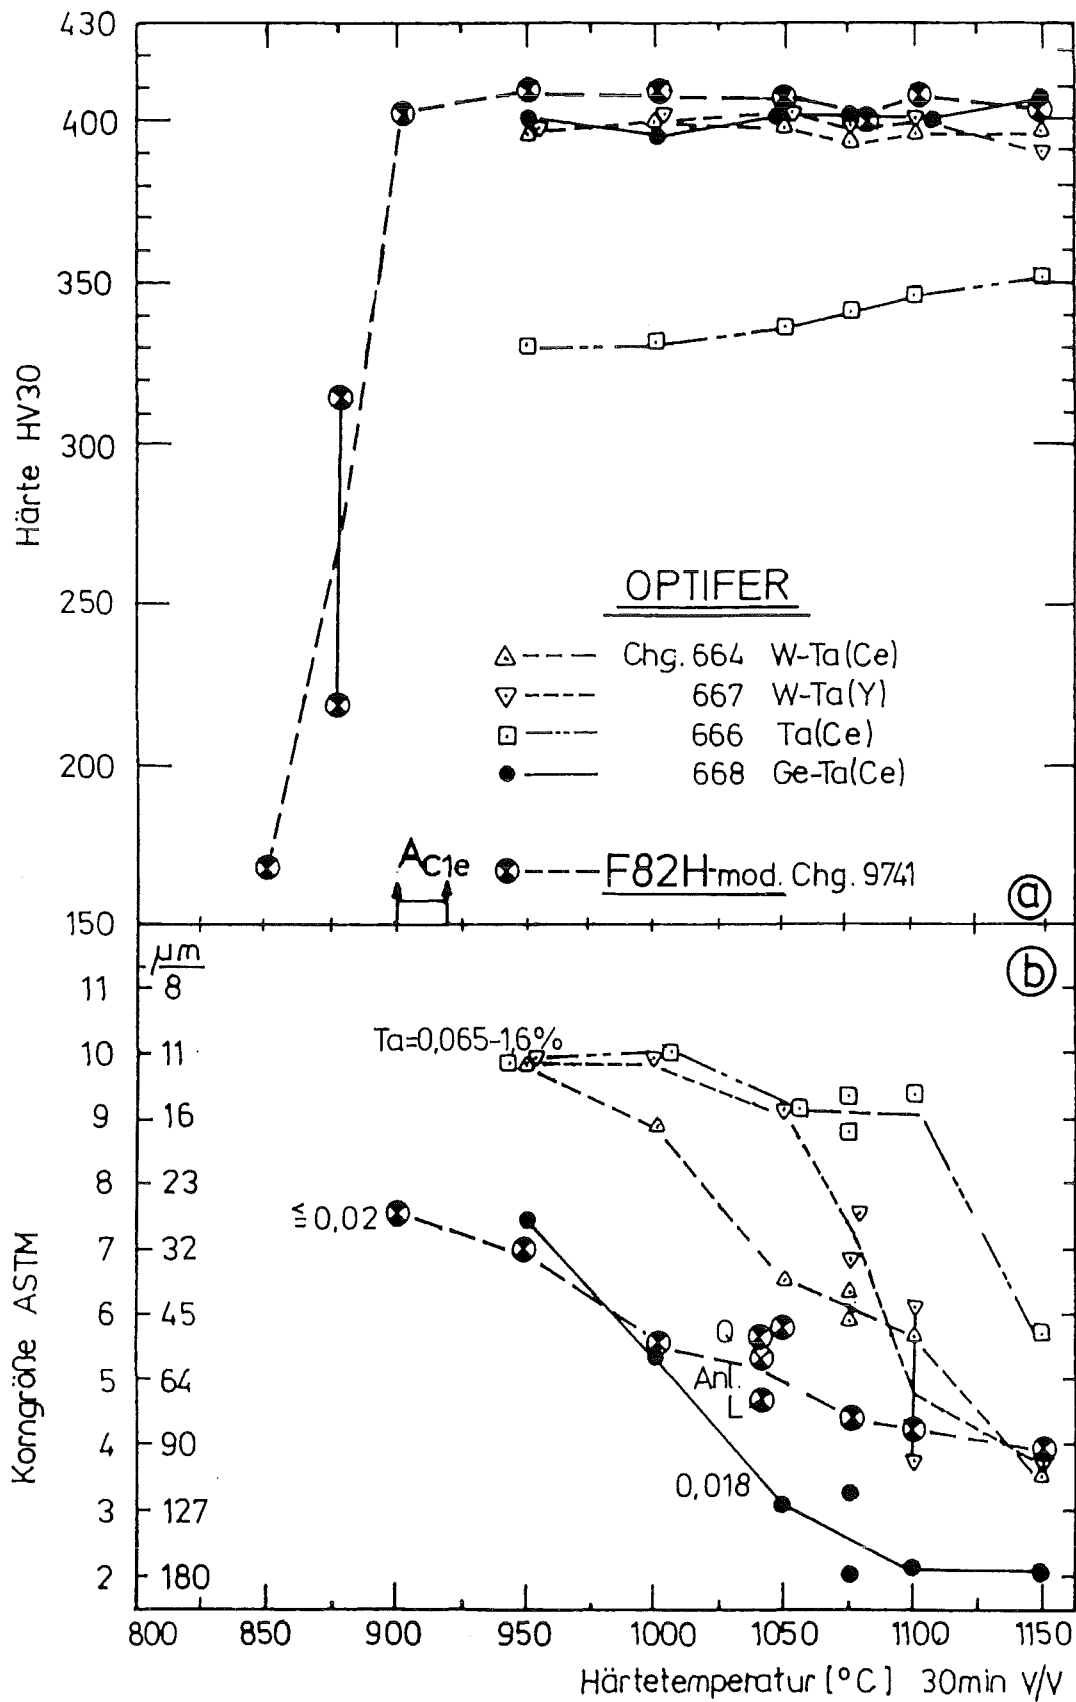 430
400
350
300
250
200
150
Härte HV30
OPTIFER
Chg. 664 W-Ta(Ce)
667 W-Ta(Y)
666 Ta(Ce)
668 Ge-Ta(Ce)
F82H-mod. Chg. 9741
AC1e
a
b
µm
11 8
10 11
9 16
8 23
7 32
6 45
5 64
4 90
3 127
2 180
Korngröße ASTM
Ta=0,065-1,6%
≦0,02
Q
Anl.
L
0,018
800 850 900 950 1000 1050 1100 1150
Härtetemperatur [°C] 30min V/V